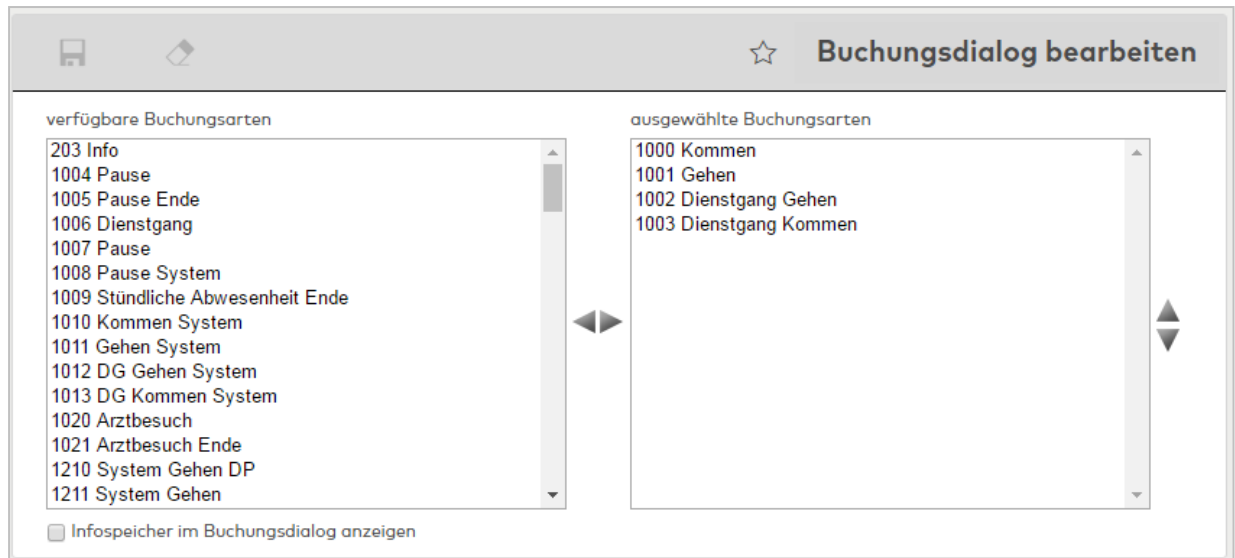 Buchungsdialog bearbeiten
verfügbare Buchungsarten
203 Info
1004 Pause
1005 Pause Ende
1006 Dienstgang
1007 Pause
1008 Pause System
1009 Stündliche Abwesenheit Ende
1010 Kommen System
1011 Gehen System
1012 DG Gehen System
1013 DG Kommen System
1020 Arztbesuch
1021 Arztbesuch Ende
1210 System Gehen DP
1211 System Gehen
ausgewählte Buchungsarten
1000 Kommen
1001 Gehen
1002 Dienstgang Gehen
1003 Dienstgang Kommen
Infospeicher im Buchungsdialog anzeigen